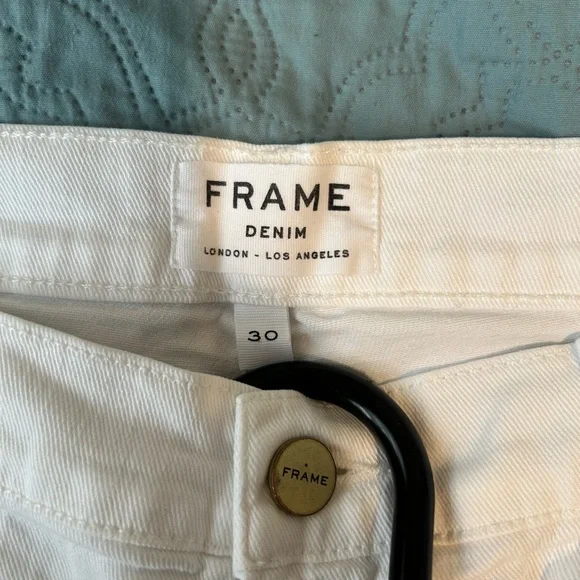 FRAME
DENIM
LONDON - LOS ANGELES
30
FRAME